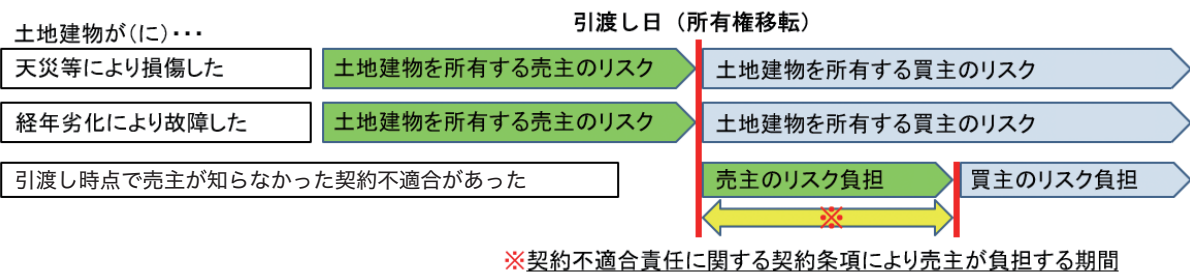 引渡し日（所有権移転）
土地建物が（に）・・・
天災等により損傷した 土地建物を所有する売主のリスク 土地建物を所有する買主のリスク
経年劣化により故障した 土地建物を所有する売主のリスク 土地建物を所有する買主のリスク
引渡し時点で売主が知らなかった契約不適合があった 売主のリスク負担 買主のリスク負担
※
※契約不適合責任に関する契約条項により売主が負担する期間